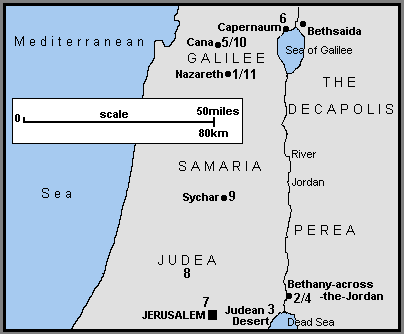 6
Capernaum
Bethsaida
Mediterranean
Cana 5/10
Sea of Galilee
GALILEE
Nazareth 1/11
THE
DECAPOLIS
0 scale 50miles
80km
River
Jordan
SAMARIA
Sea
Sychar 9
PEREA
JUDEA
8
Bethany-across
-the-Jordan
2/4
7
JERUSALEM
Judean 3
Desert
Dead Sea